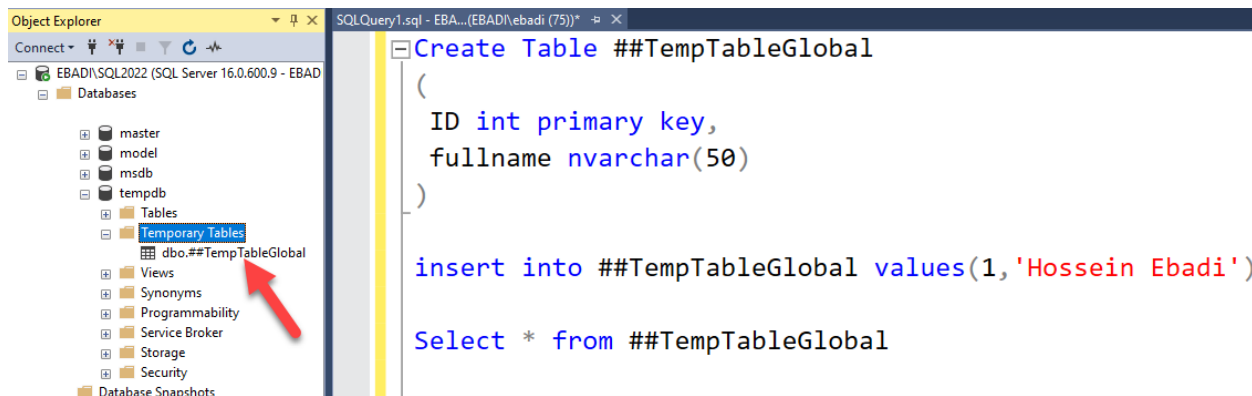 Object Explorer
Connect
EBADI\SQL2022 (SQL Server 16.0.600.9 - EBAD
Databases
master
model
msdb
tempdb
Tables
Temporary Tables
dbo.##TempTableGlobal
Views
Synonyms
Programmability
Service Broker
Storage
Security
Database Snapshots
SQLQuery1.sql - EBA...(EBADI\ebadi (75))*
Create Table ##TempTableGlobal
(
ID int primary key,
fullname nvarchar(50)
)
insert into ##TempTableGlobal values(1,'Hossein Ebadi')
Select * from ##TempTableGlobal